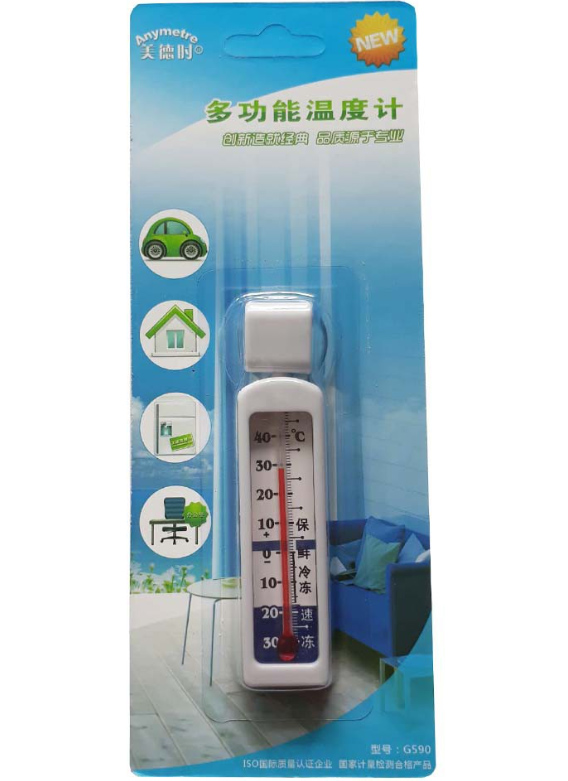 Anymetre
美德时®
NEW
多功能温度计
创新造就经典 品质源于专业
°C
40
30
20
10 保
+
0 鲜
− 冷
10 冻
20 速
30 冻
型号：G590
ISO国际质量认证企业 国家计量检测合格产品